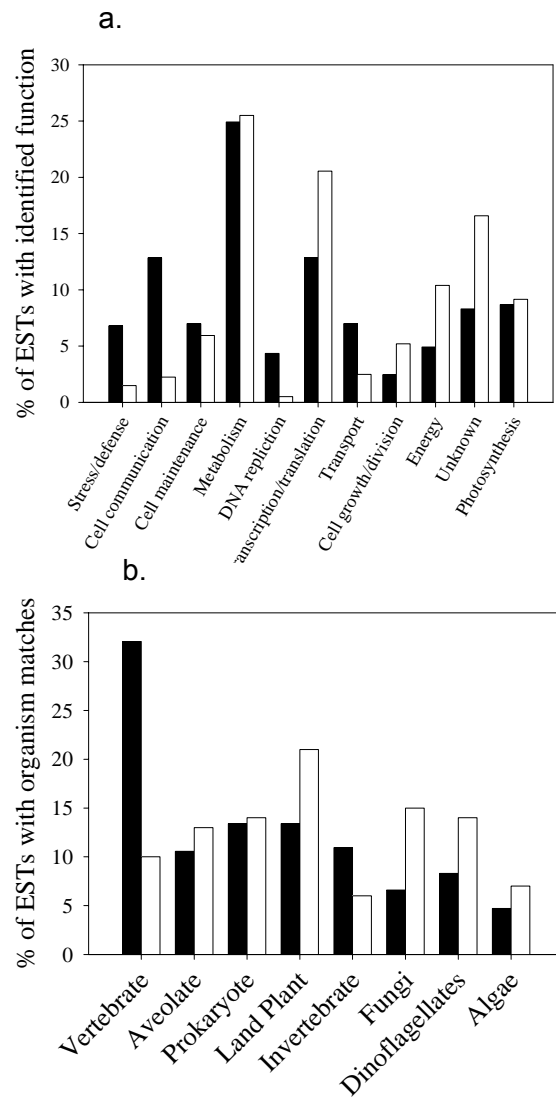 a.
% of ESTs with identified function
30
25
20
15
10
5
0
Stress/defense
Cell communication
Cell maintenance
Metabolism
DNA repliction
ranscription/translation
Transport
Cell growth/division
Energy
Unknown
Photosynthesis
b.
% of ESTs with organism matches
35
30
25
20
15
10
5
0
Vertebrate
Aveolate
Prokaryote
Land Plant
Invertebrate
Fungi
Dinoflagellates
Algae